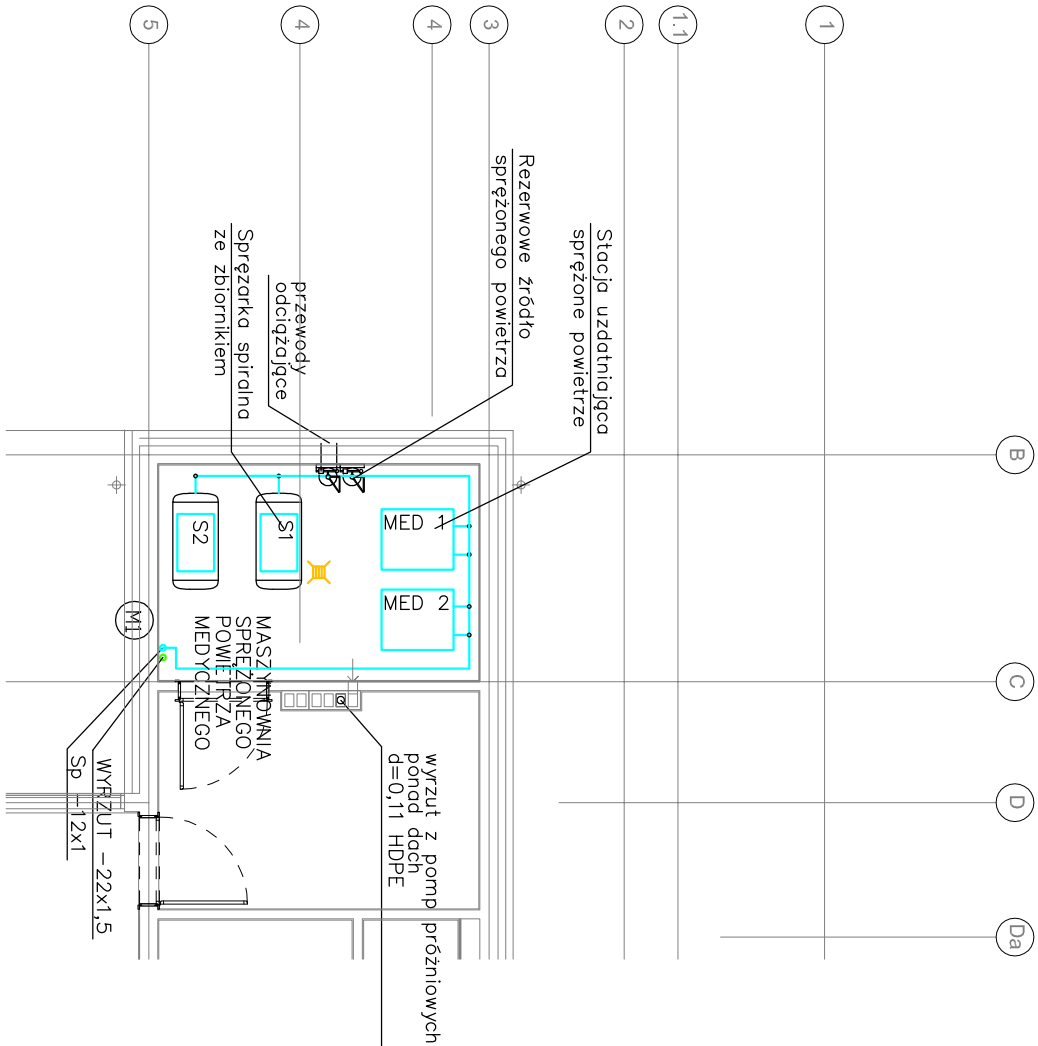 5
4
4
3
2
1.1
1
B
C
D
Da
Rezerwowe źródło
sprężonego powietrza
Stacja uzdatniająca
sprężone powietrze
przewody
odciążające
Sprężarka spiralna
ze zbiornikiem
MED 1
MED 2
S1
S2
M1
MASZYNOWNIA
SPRĘŻONEGO
POWIETRZA
MEDYCZNEGO
wyrzut z pomp próżniowych
ponad dach
d=0,11 HDPE
WYRZUT -22x1,5
Sp -12x1